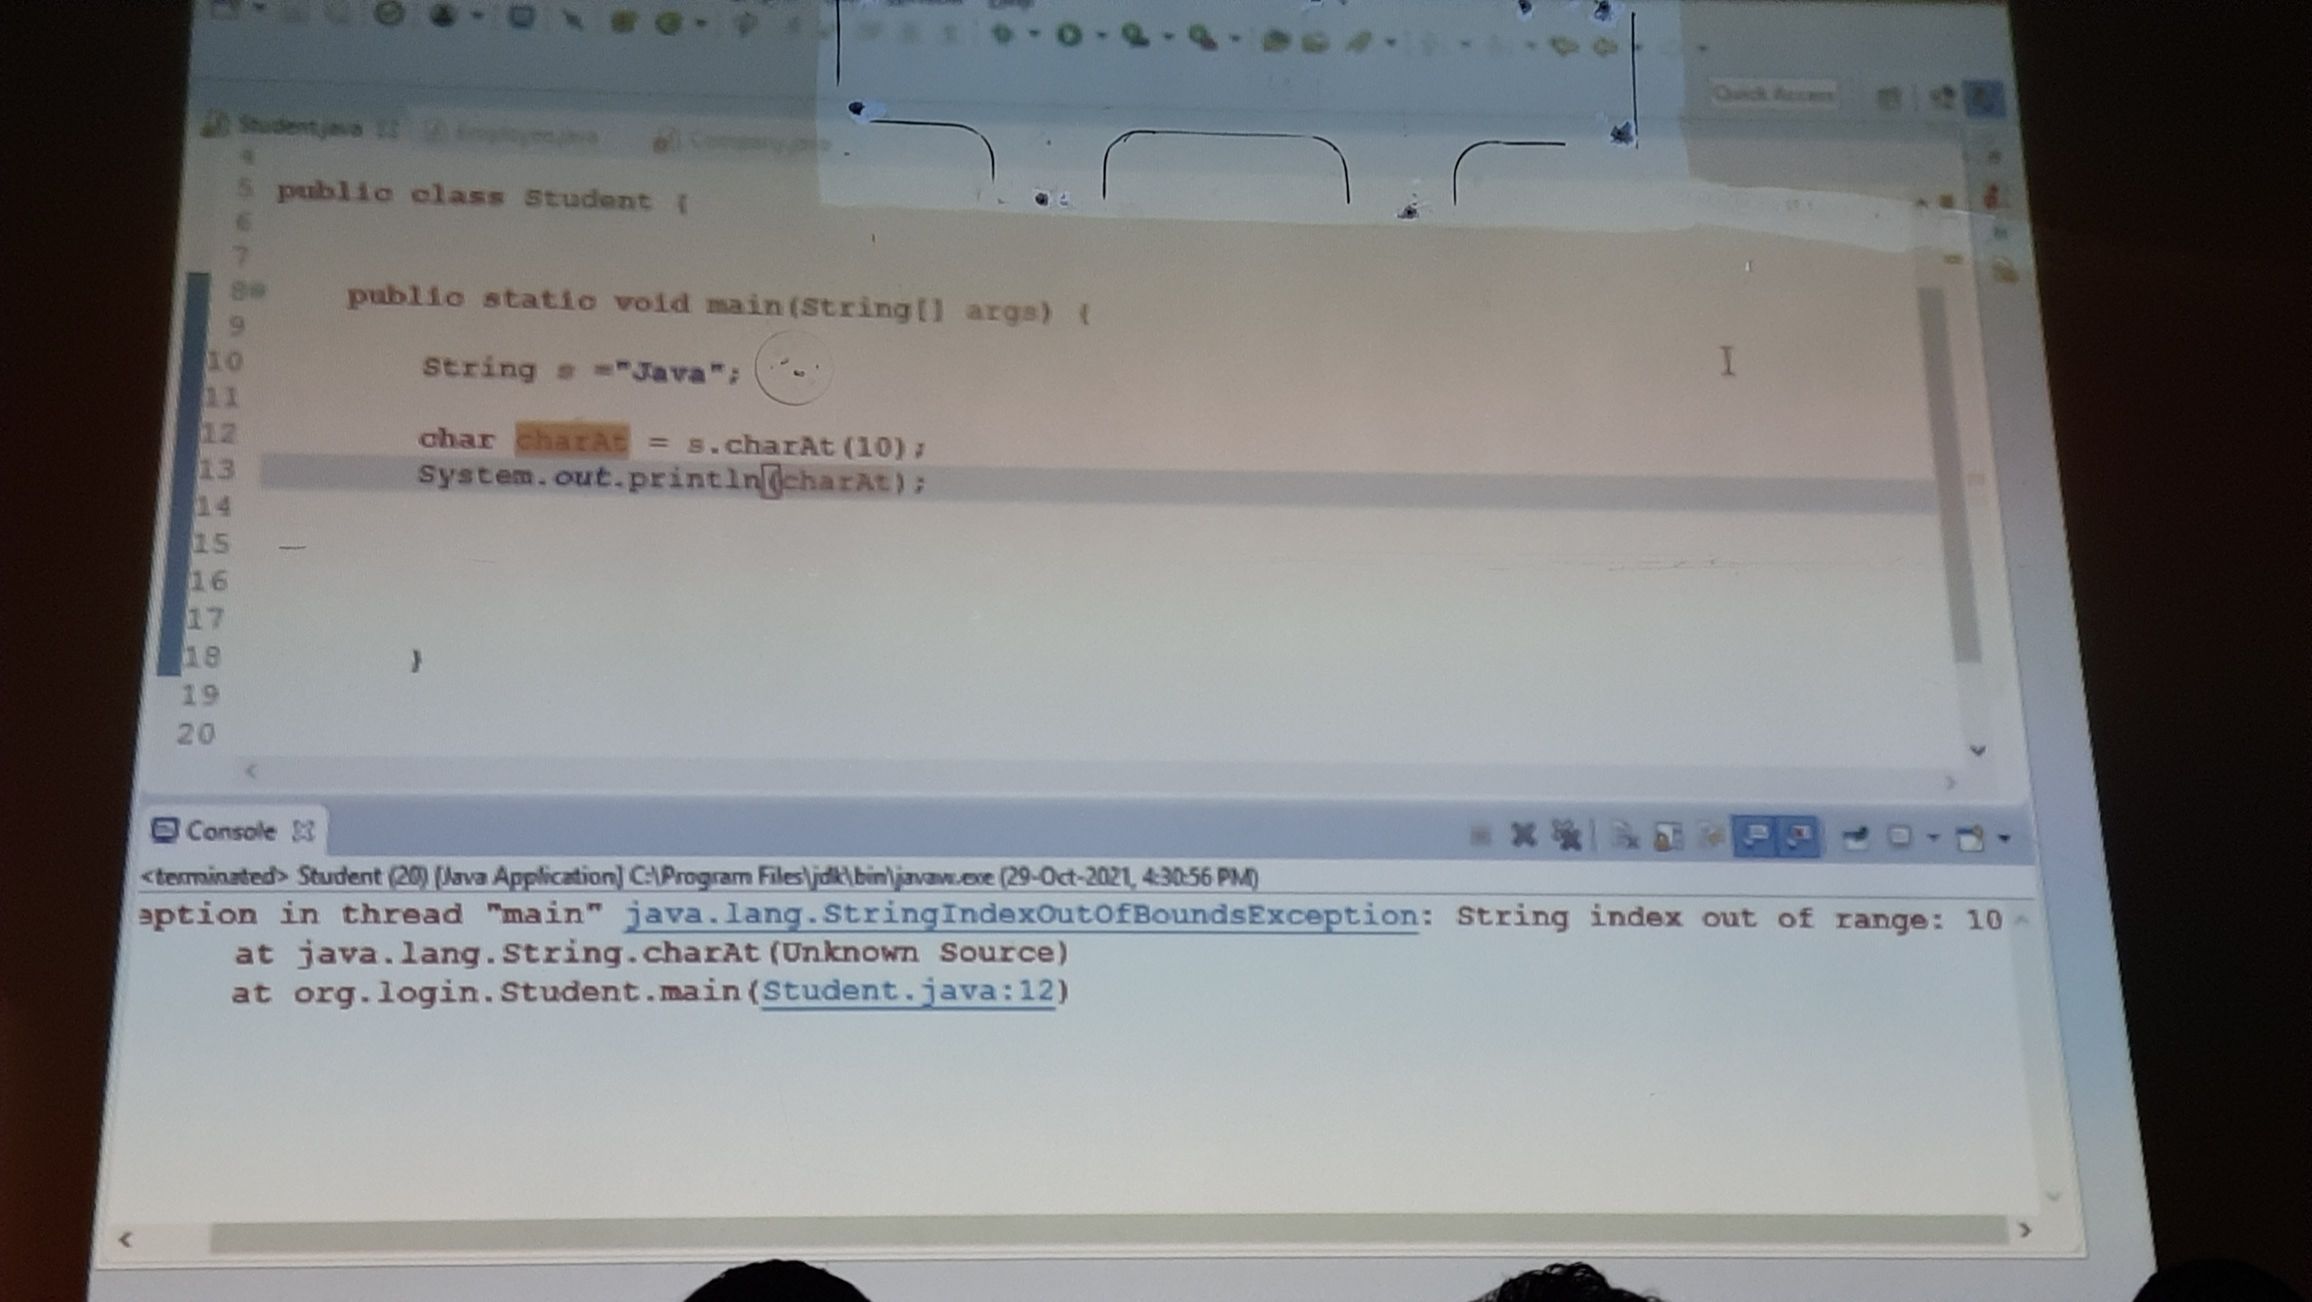 Quick Access
Student.java Employee.java Company.java
4
5 public class Student {
6
7
8 public static void main(String[] args) {
9
10 String s ="Java";
11
12 char charAt = s.charAt(10);
13 System.out.println(charAt);
14
15
16
17
18 }
19
20
Console
<terminated> Student (20) [Java Application] C:\Program Files\jdk\bin\javaw.exe (29-Oct-2021, 4:30:56 PM)
eption in thread "main" java.lang.StringIndexOutOfBoundsException: String index out of range: 10
at java.lang.String.charAt(Unknown Source)
at org.login.Student.main(Student.java:12)